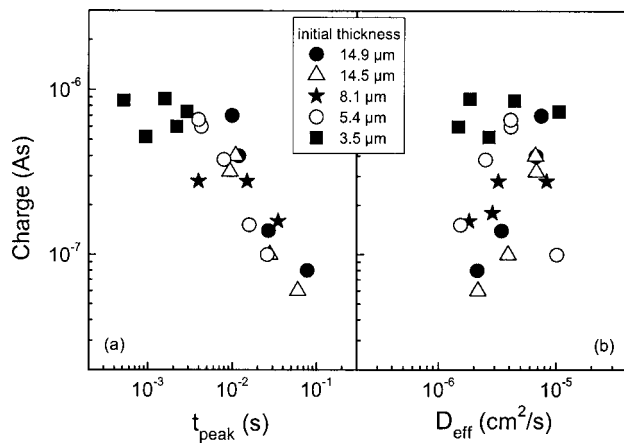 initial thickness
14.9 µm
14.5 µm
8.1 µm
5.4 µm
3.5 µm
10⁻⁶
10⁻⁷
Charge (As)
(a)
(b)
10⁻³ 10⁻² 10⁻¹
10⁻⁶ 10⁻⁵
t_peak (s)
D_eff (cm²/s)